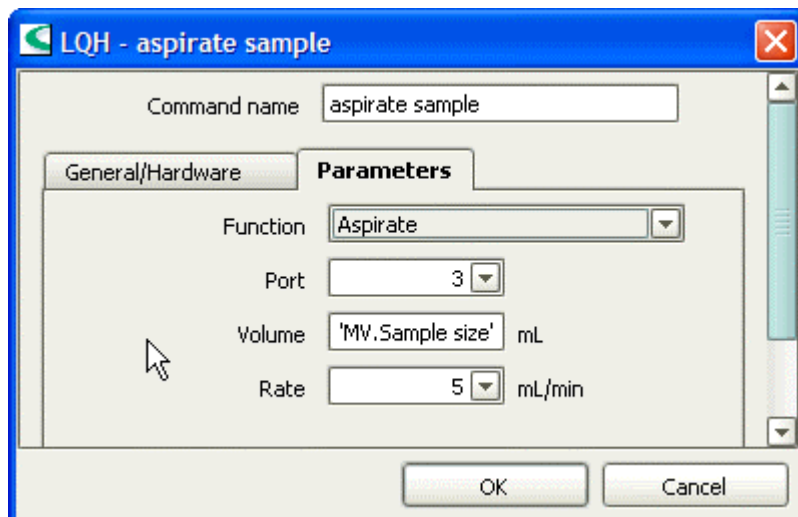 LQH - aspirate sample
Command name aspirate sample
General/Hardware Parameters
Function Aspirate
Port 3
Volume 'MV.Sample size' mL
Rate 5 mL/min
OK Cancel